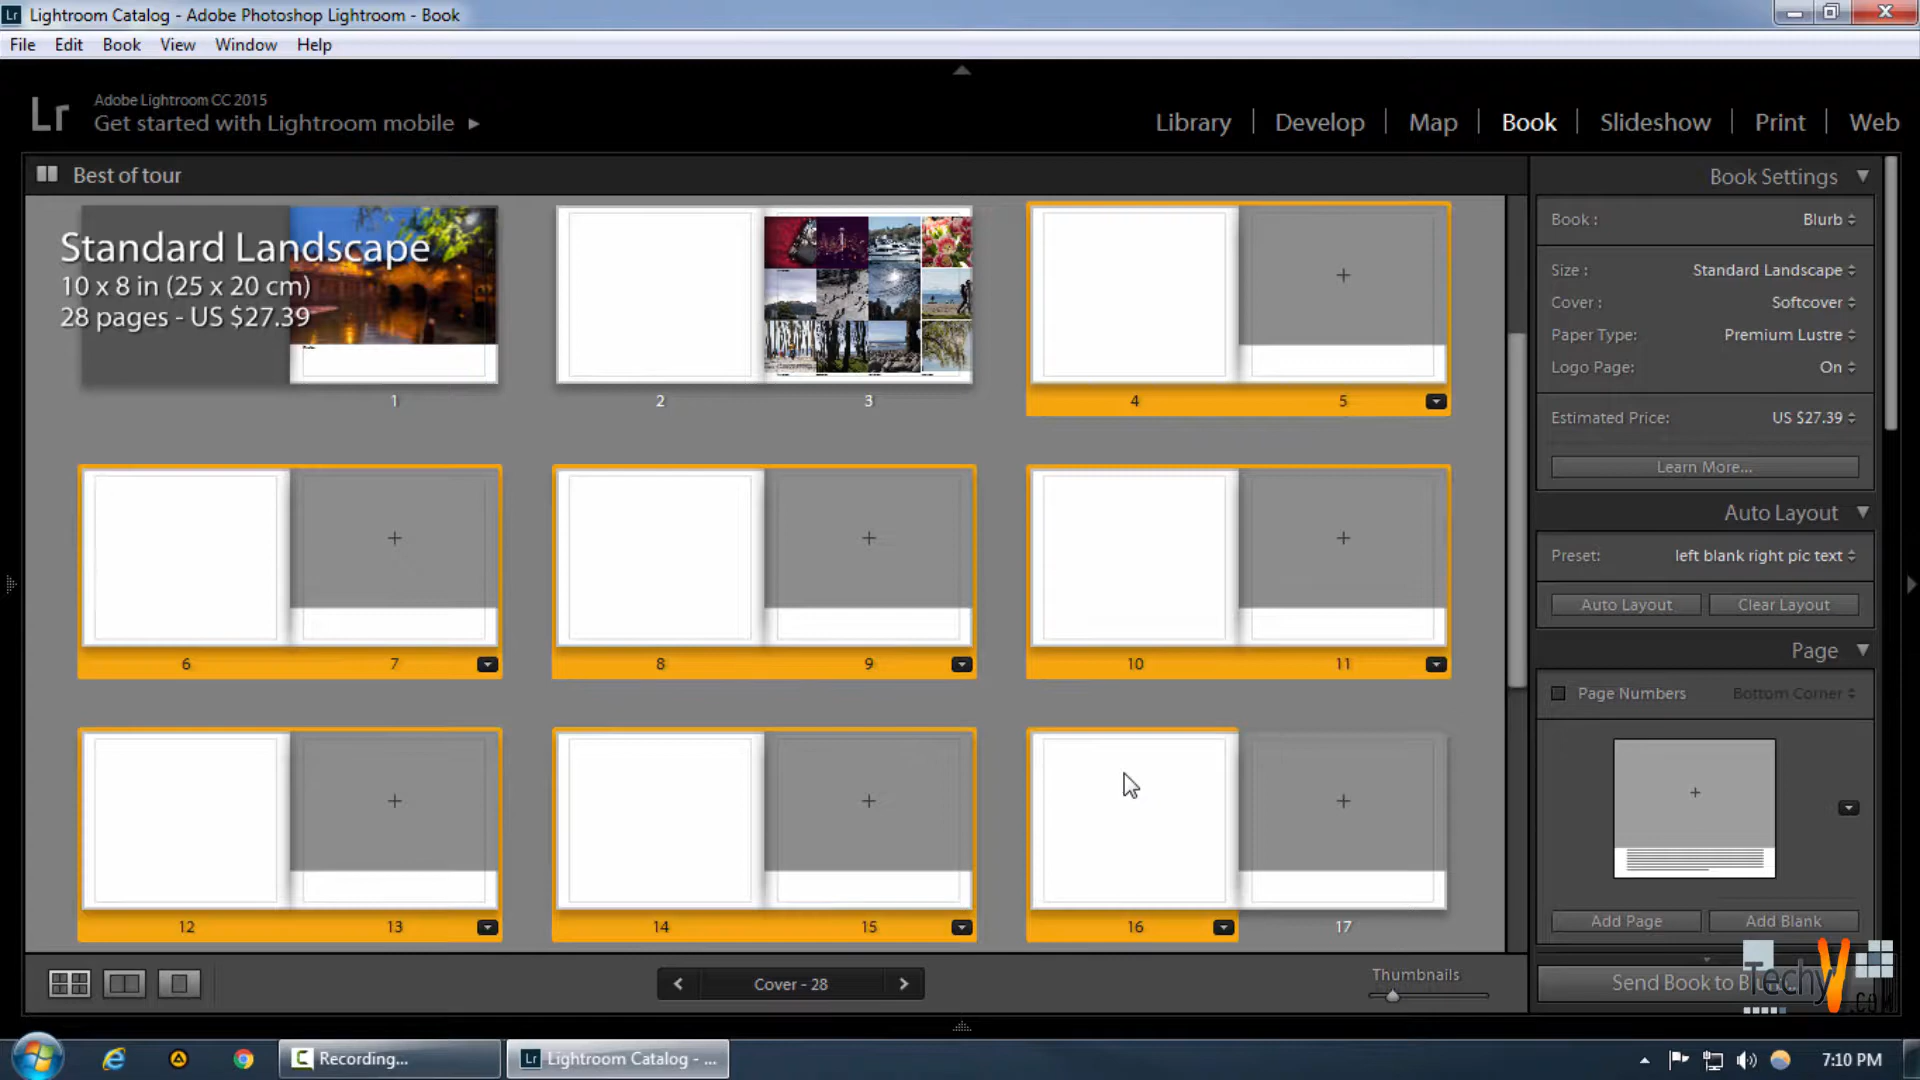 Lr Lightroom Catalog - Adobe Photoshop Lightroom - Book
File Edit Book View Window Help
Lr
Adobe Lightroom CC 2015
Get started with Lightroom mobile
Library Develop Map Book Slideshow Print Web
Best of tour
Standard Landscape
10 x 8 in (25 x 20 cm)
28 pages - US $27.39
1
2 3
4 5
6 7
8 9
10 11
12 13
14 15
16 17
Book Settings
Book : Blurb
Size : Standard Landscape
Cover : Softcover
Paper Type: Premium Lustre
Logo Page: On
Estimated Price: US $27.39
Learn More...
Auto Layout
Preset: left blank right pic text
Auto Layout Clear Layout
Page
Page Numbers Bottom Corner
Add Page Add Blank
Send Book to
TechyV.com
Cover - 28
Thumbnails
Recording...
Lr Lightroom Catalog - ...
7:10 PM